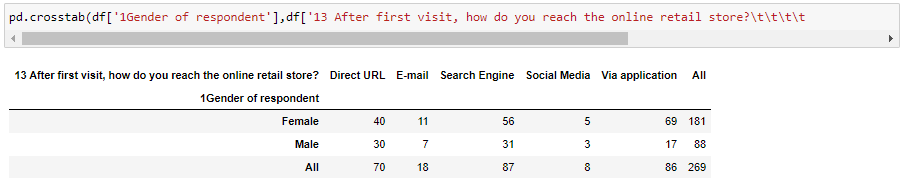 pd.crosstab(df['1Gender of respondent'],df['13 After first visit, how do you reach the online retail store?\t\t\t\t
13 After first visit, how do you reach the online retail store? Direct URL E-mail Search Engine Social Media Via application All
1Gender of respondent
Female 40 11 56 5 69 181
Male 30 7 31 3 17 88
All 70 18 87 8 86 269